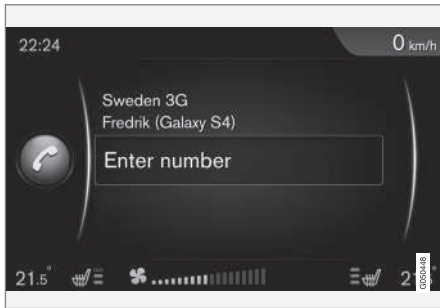 22:24
0 km/h
Sweden 3G
Fredrik (Galaxy S4)
Enter number
21.5°
G050448